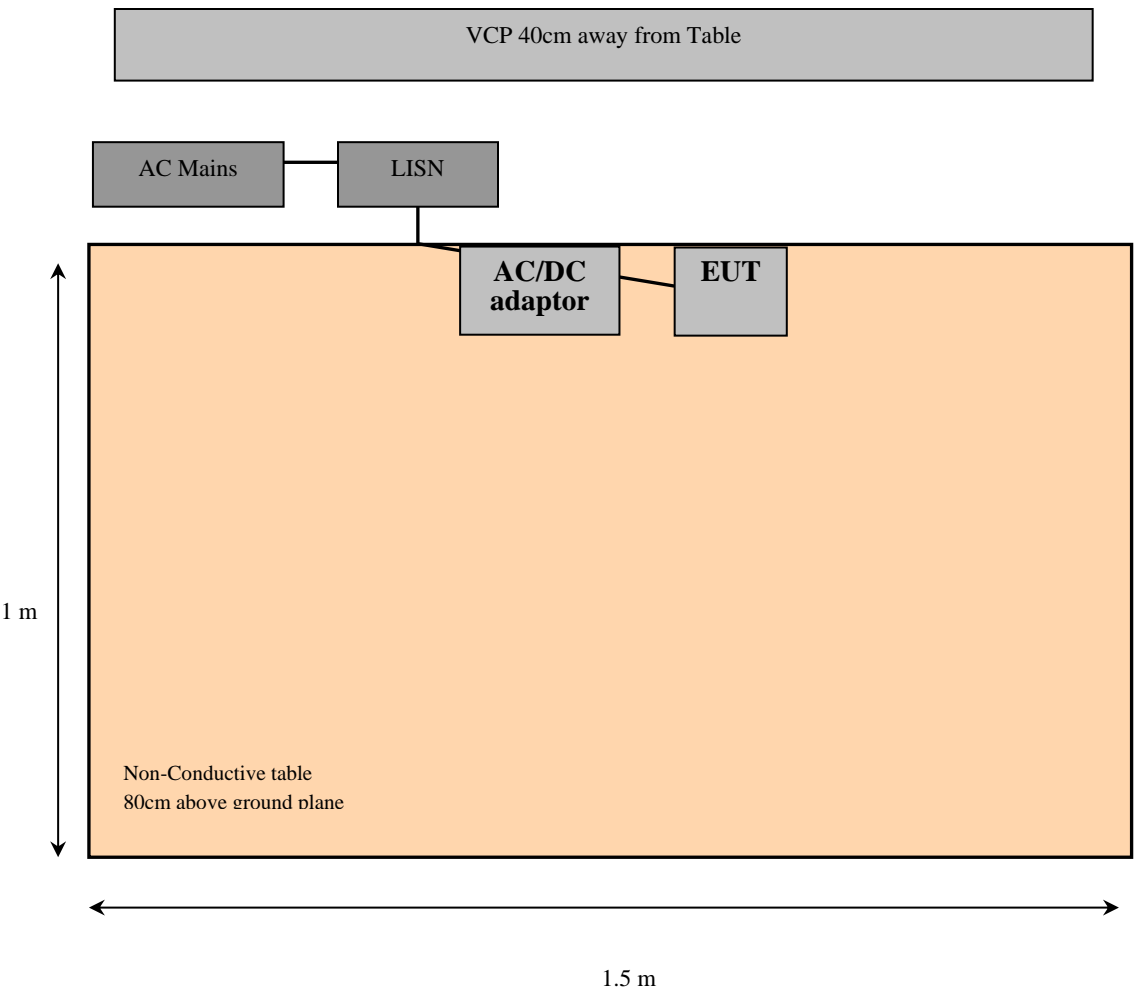 VCP 40cm away from Table
AC Mains
LISN
AC/DC
adaptor
EUT
1 m
Non-Conductive table
80cm above ground plane
1.5 m